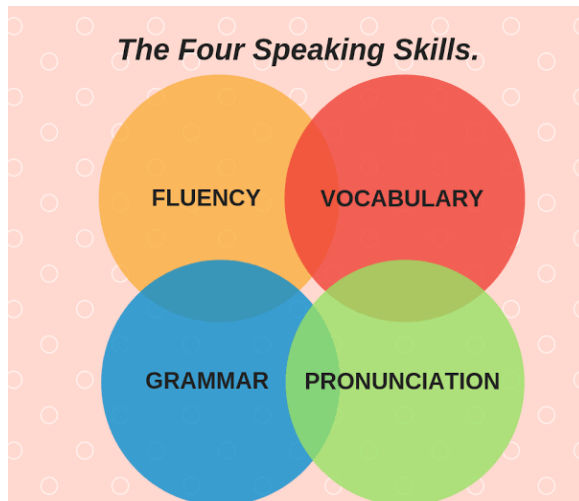 The Four Speaking Skills.
FLUENCY
VOCABULARY
GRAMMAR
PRONUNCIATION